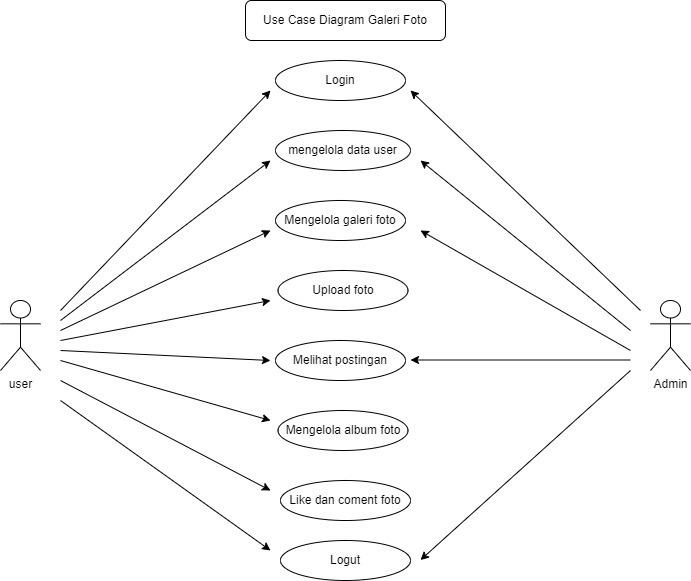 Use Case Diagram Galeri Foto
Login
mengelola data user
Mengelola galeri foto
Upload foto
Melihat postingan
user
Admin
Mengelola album foto
Like dan coment foto
Logut